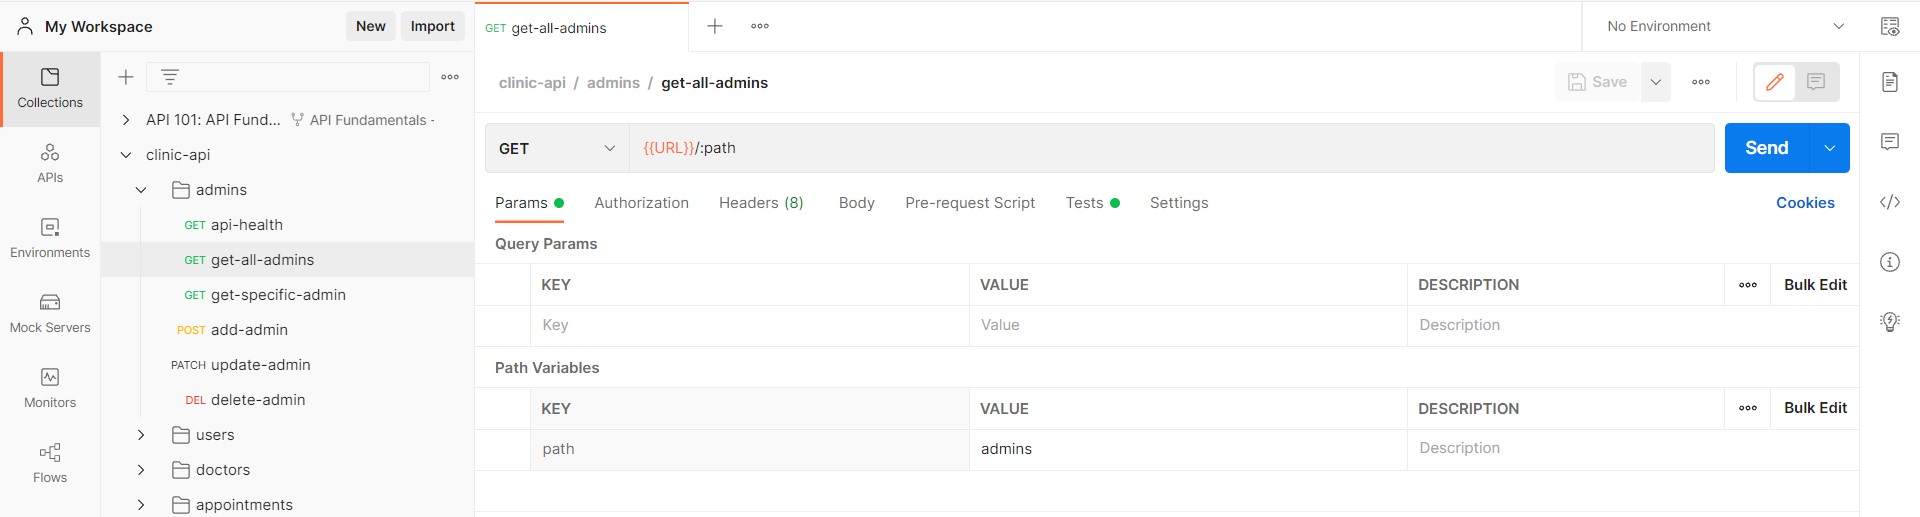 My Workspace
New
Import
GET get-all-admins
No Environment
Collections
APIs
Environments
Mock Servers
Monitors
Flows
API 101: API Fund... API Fundamentals -
clinic-api
admins
GET api-health
GET get-all-admins
GET get-specific-admin
POST add-admin
PATCH update-admin
DEL delete-admin
users
doctors
appointments
clinic-api / admins / get-all-admins
Save
GET
{{URL}}/:path
Send
Params Authorization Headers (8) Body Pre-request Script Tests Settings Cookies
Query Params
KEY VALUE DESCRIPTION Bulk Edit
Key Value Description
Path Variables
KEY VALUE DESCRIPTION Bulk Edit
path admins Description